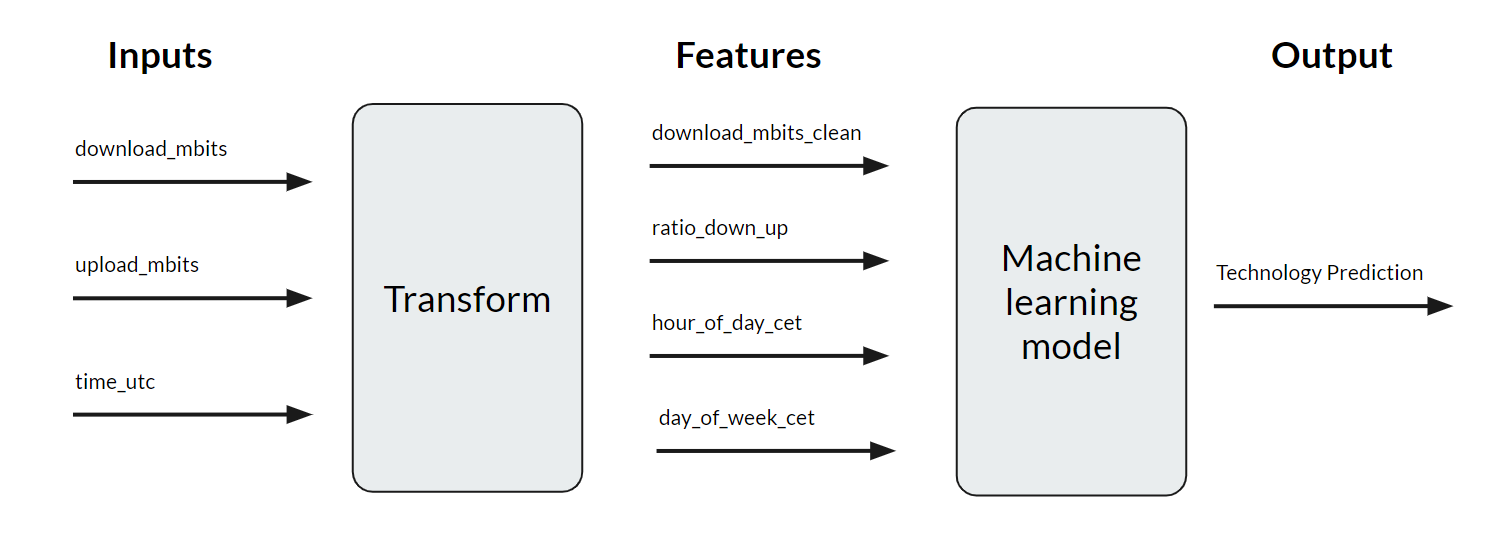 Inputs
Features
Output
download_mbits
upload_mbits
time_utc
Transform
download_mbits_clean
ratio_down_up
hour_of_day_cet
day_of_week_cet
Machine
learning
model
Technology Prediction